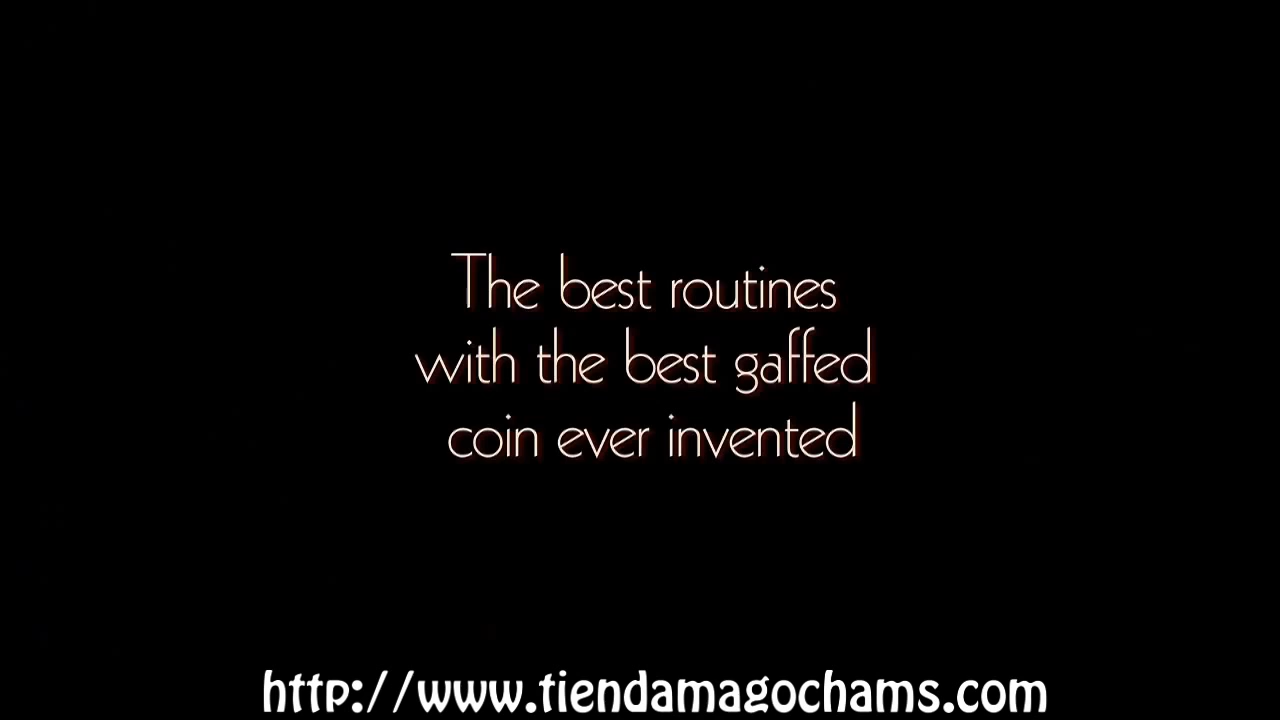 The best routines
with the best gaffed
coin ever invented
http://www.tiendamagochams.com